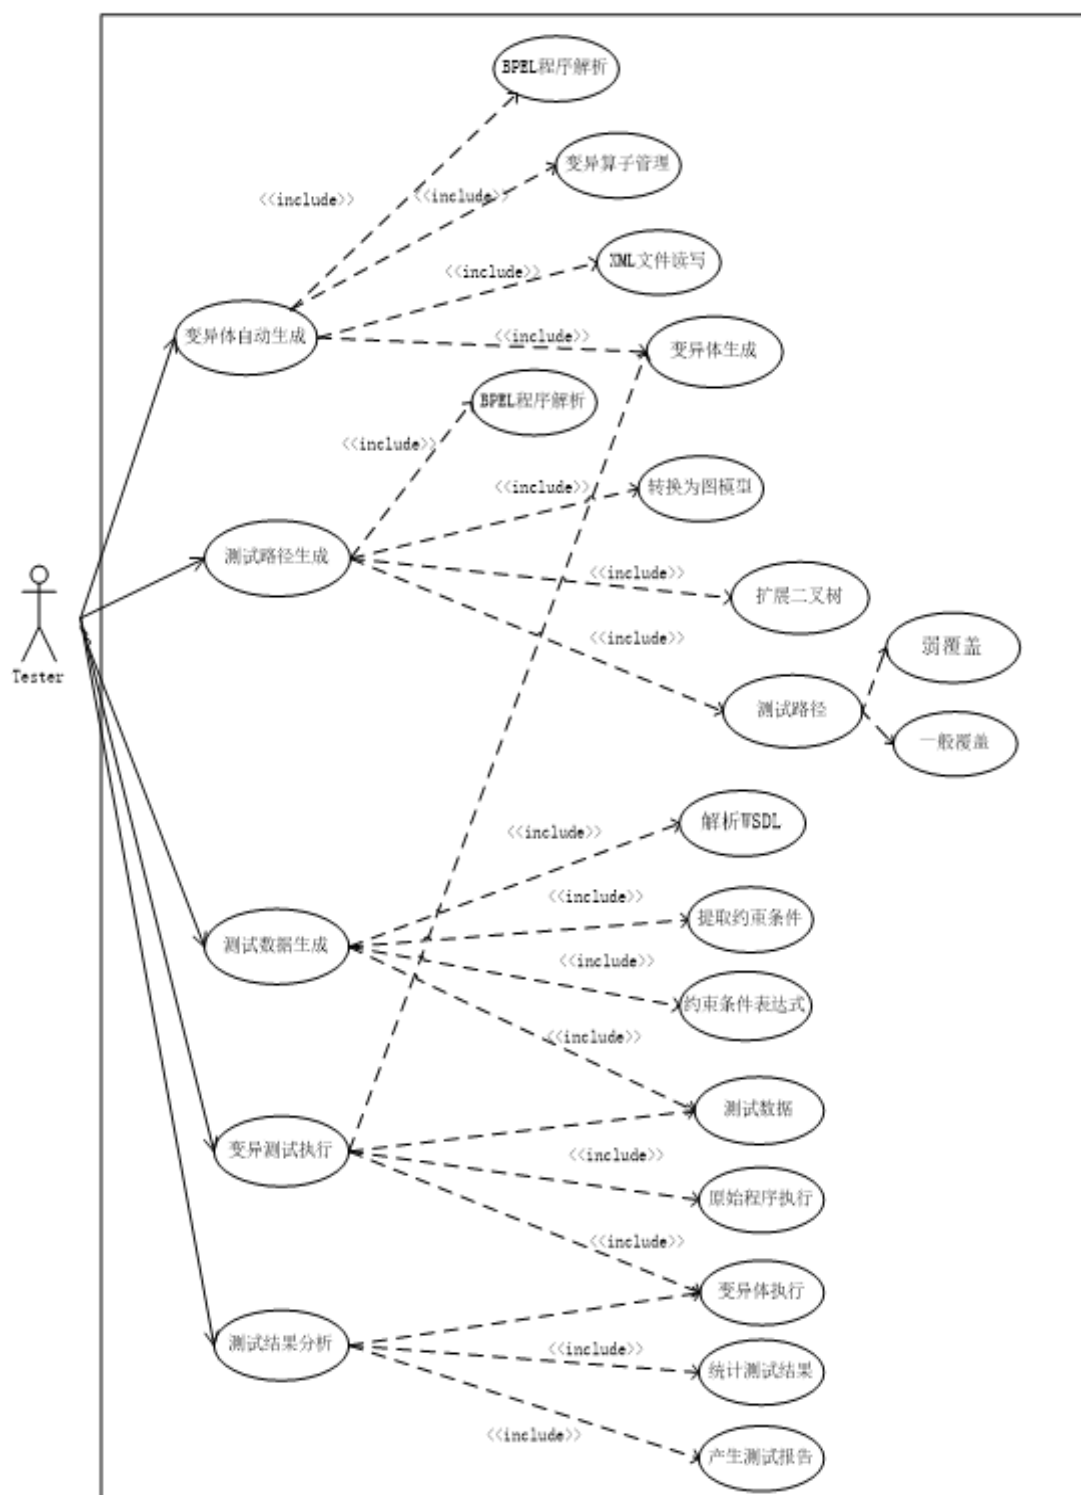 BPEL程序解析
变异算子管理
<<include>>
<<include>>
XML文件读写
<<include>>
变异体自动生成
<<include>>
变异体生成
BPEL程序解析
<<include>>
转换为图模型
<<include>>
测试路径生成
<<include>>
扩展二叉树
<<include>>
弱覆盖
Tester
测试路径
一般覆盖
解析WSDL
<<include>>
<<include>>
提取约束条件
测试数据生成
<<include>>
约束条件表达式
<<include>>
测试数据
变异测试执行
<<include>>
原始程序执行
<<include>>
变异体执行
测试结果分析
<<include>>
统计测试结果
<<include>>
产生测试报告